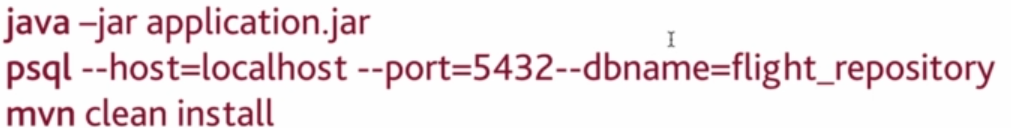 java –jar application.jar
psql --host=localhost --port=5432--dbname=flight_repository
mvn clean install